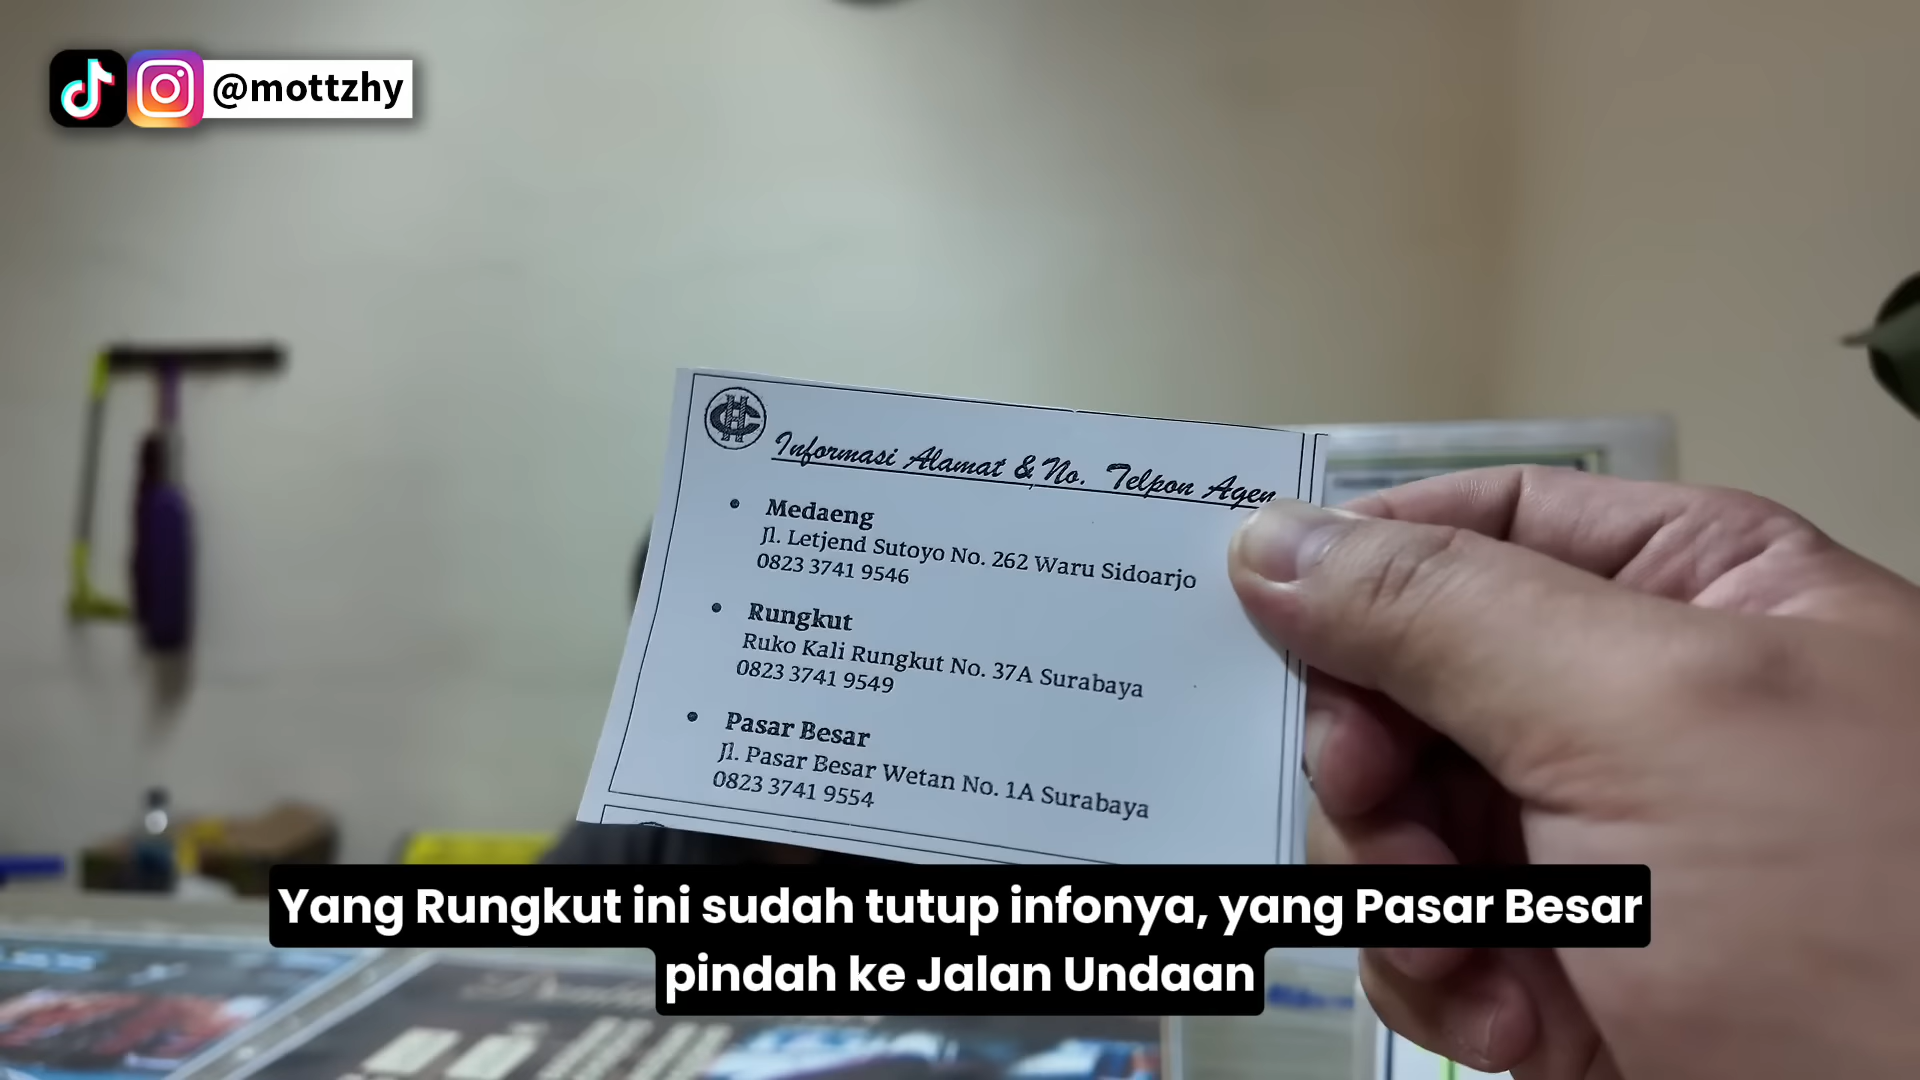 @mottzhy
Informasi Alamat & No. Telpon Agen
Medaeng
Jl. Letjend Sutoyo No. 262 Waru Sidoarjo
0823 3741 9546
Rungkut
Ruko Kali Rungkut No. 37A Surabaya
0823 3741 9549
Pasar Besar
Jl. Pasar Besar Wetan No. 1A Surabaya
0823 3741 9554
Yang Rungkut ini sudah tutup infonya, yang Pasar Besar
pindah ke Jalan Undaan